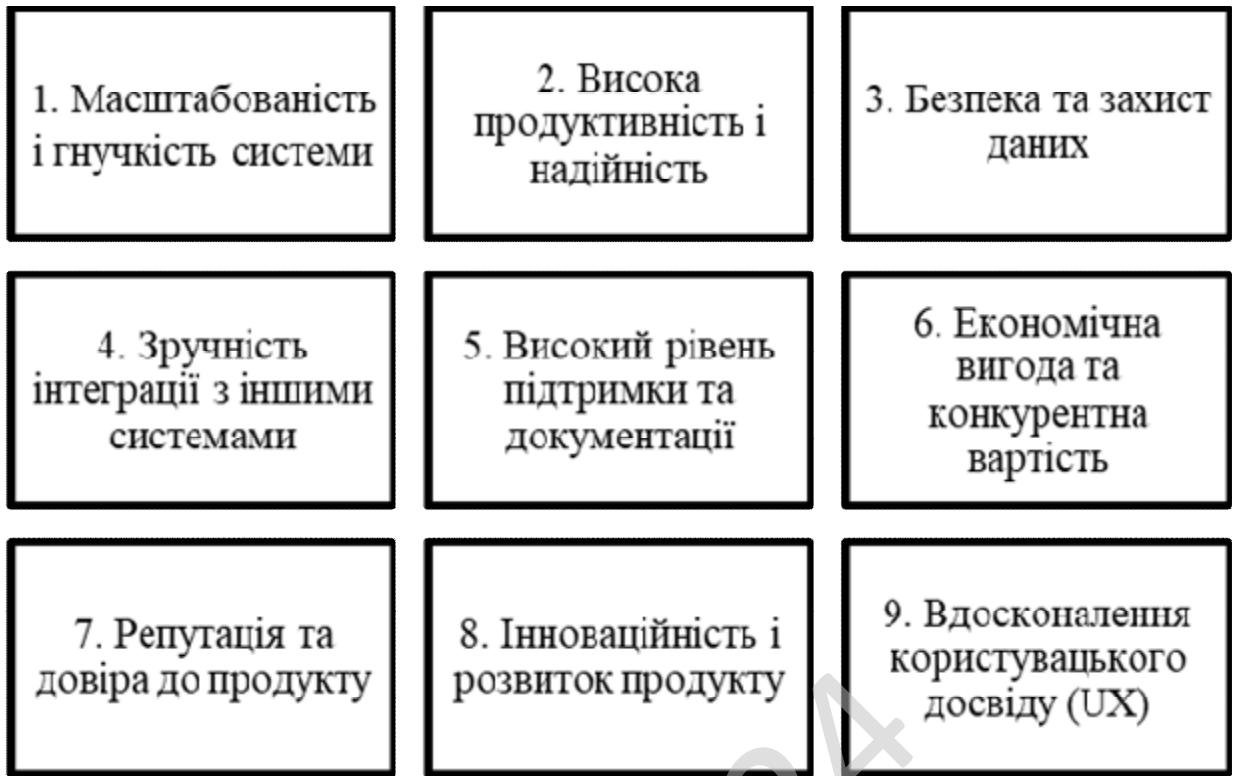 1. Масштабованість
і гнучкість системи
2. Висока
продуктивність і
надійність
3. Безпека та захист
даних
4. Зручність
інтеграції з іншими
системами
5. Високий рівень
підтримки та
документації
6. Економічна
вигода та
конкурентна
вартість
7. Репутація та
довіра до продукту
8. Інноваційність і
розвиток продукту
9. Вдосконалення
користувацького
досвіду (UX)